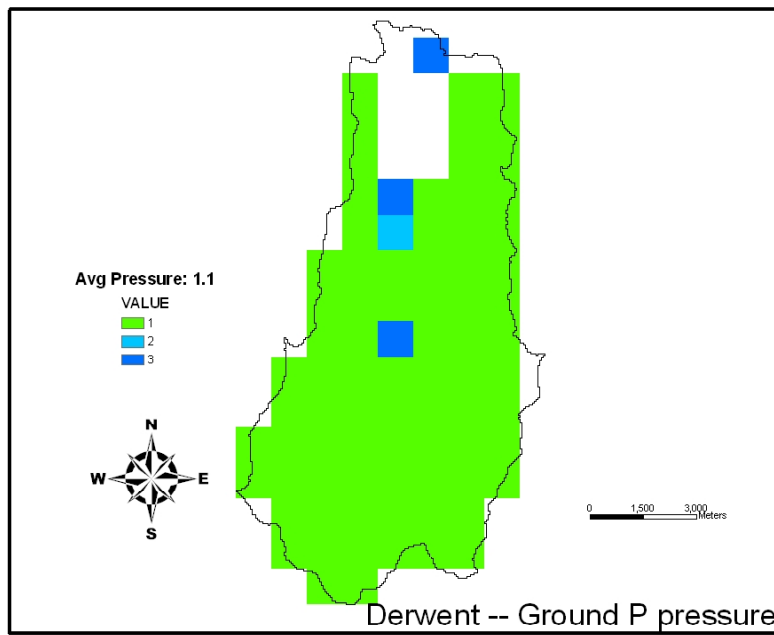 Avg Pressure: 1.1
VALUE
1
2
3
N
W E
S
0 1,500 3,000
Meters
Derwent -- Ground P pressure